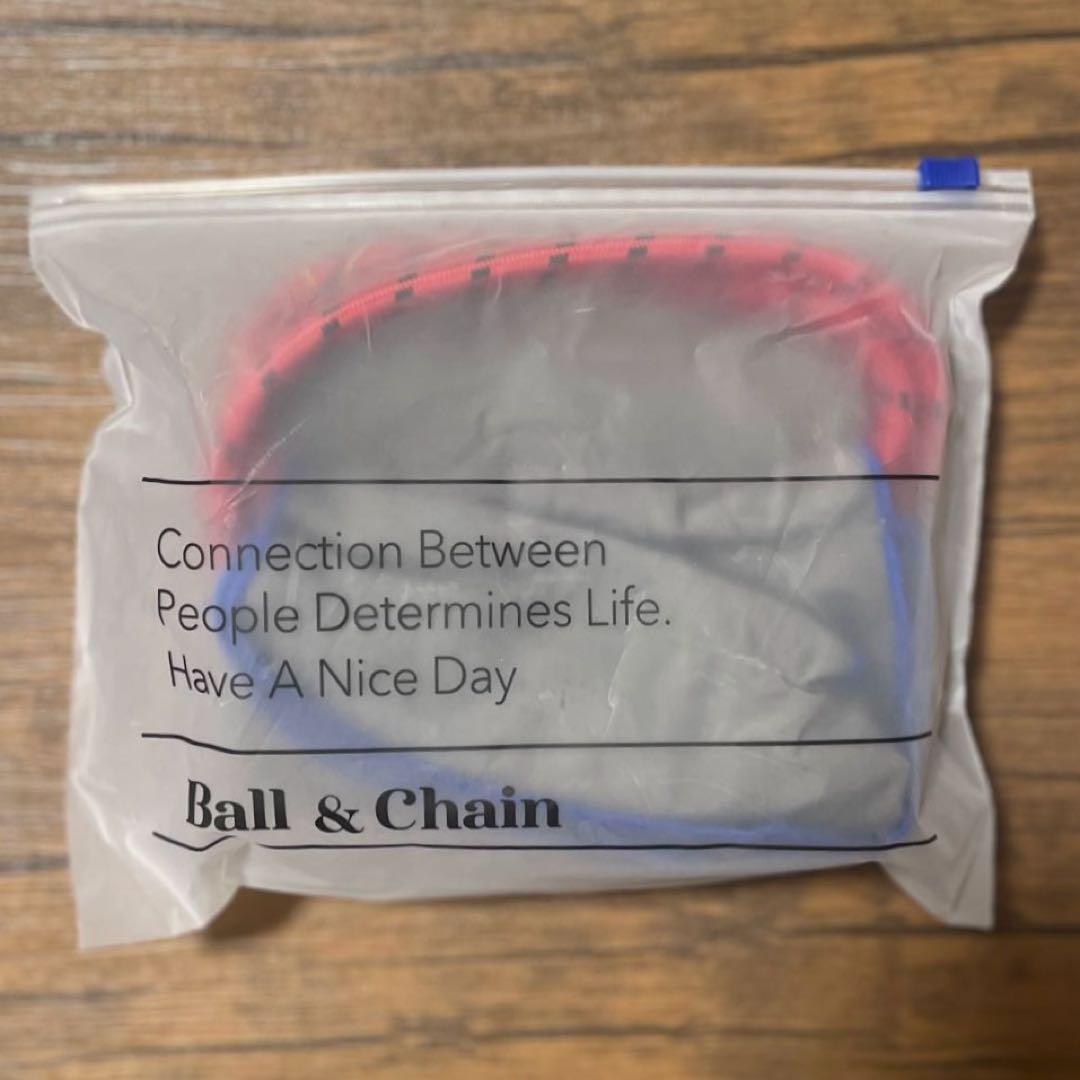 Connection Between
People Determines Life.
Have A Nice Day
Ball & Chain